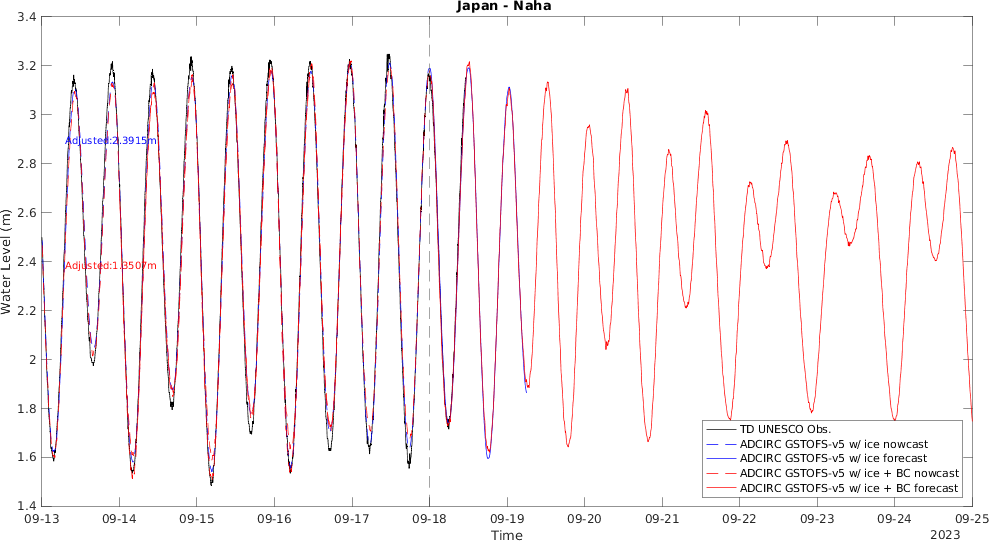 Japan - Naha
3.4
3.2
3
2.8
2.6
2.4
2.2
2
1.8
1.6
1.4
Water Level (m)
Adjusted:2.3915m
Adjusted:1.3507m
TD UNESCO Obs.
ADCIRC GSTOFS-v5 w/ ice nowcast
ADCIRC GSTOFS-v5 w/ ice forecast
ADCIRC GSTOFS-v5 w/ ice + BC nowcast
ADCIRC GSTOFS-v5 w/ ice + BC forecast
09-13 09-14 09-15 09-16 09-17 09-18 09-19 09-20 09-21 09-22 09-23 09-24 09-25
Time
2023